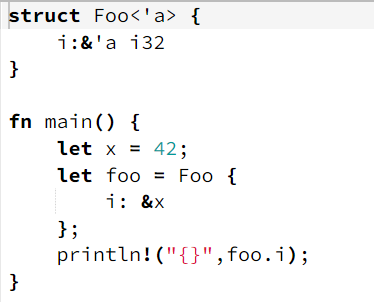 struct Foo<'a> {
    i:&'a i32
}

fn main() {
    let x = 42;
    let foo = Foo {
        i: &x
    };
    println!("{}",foo.i);
}